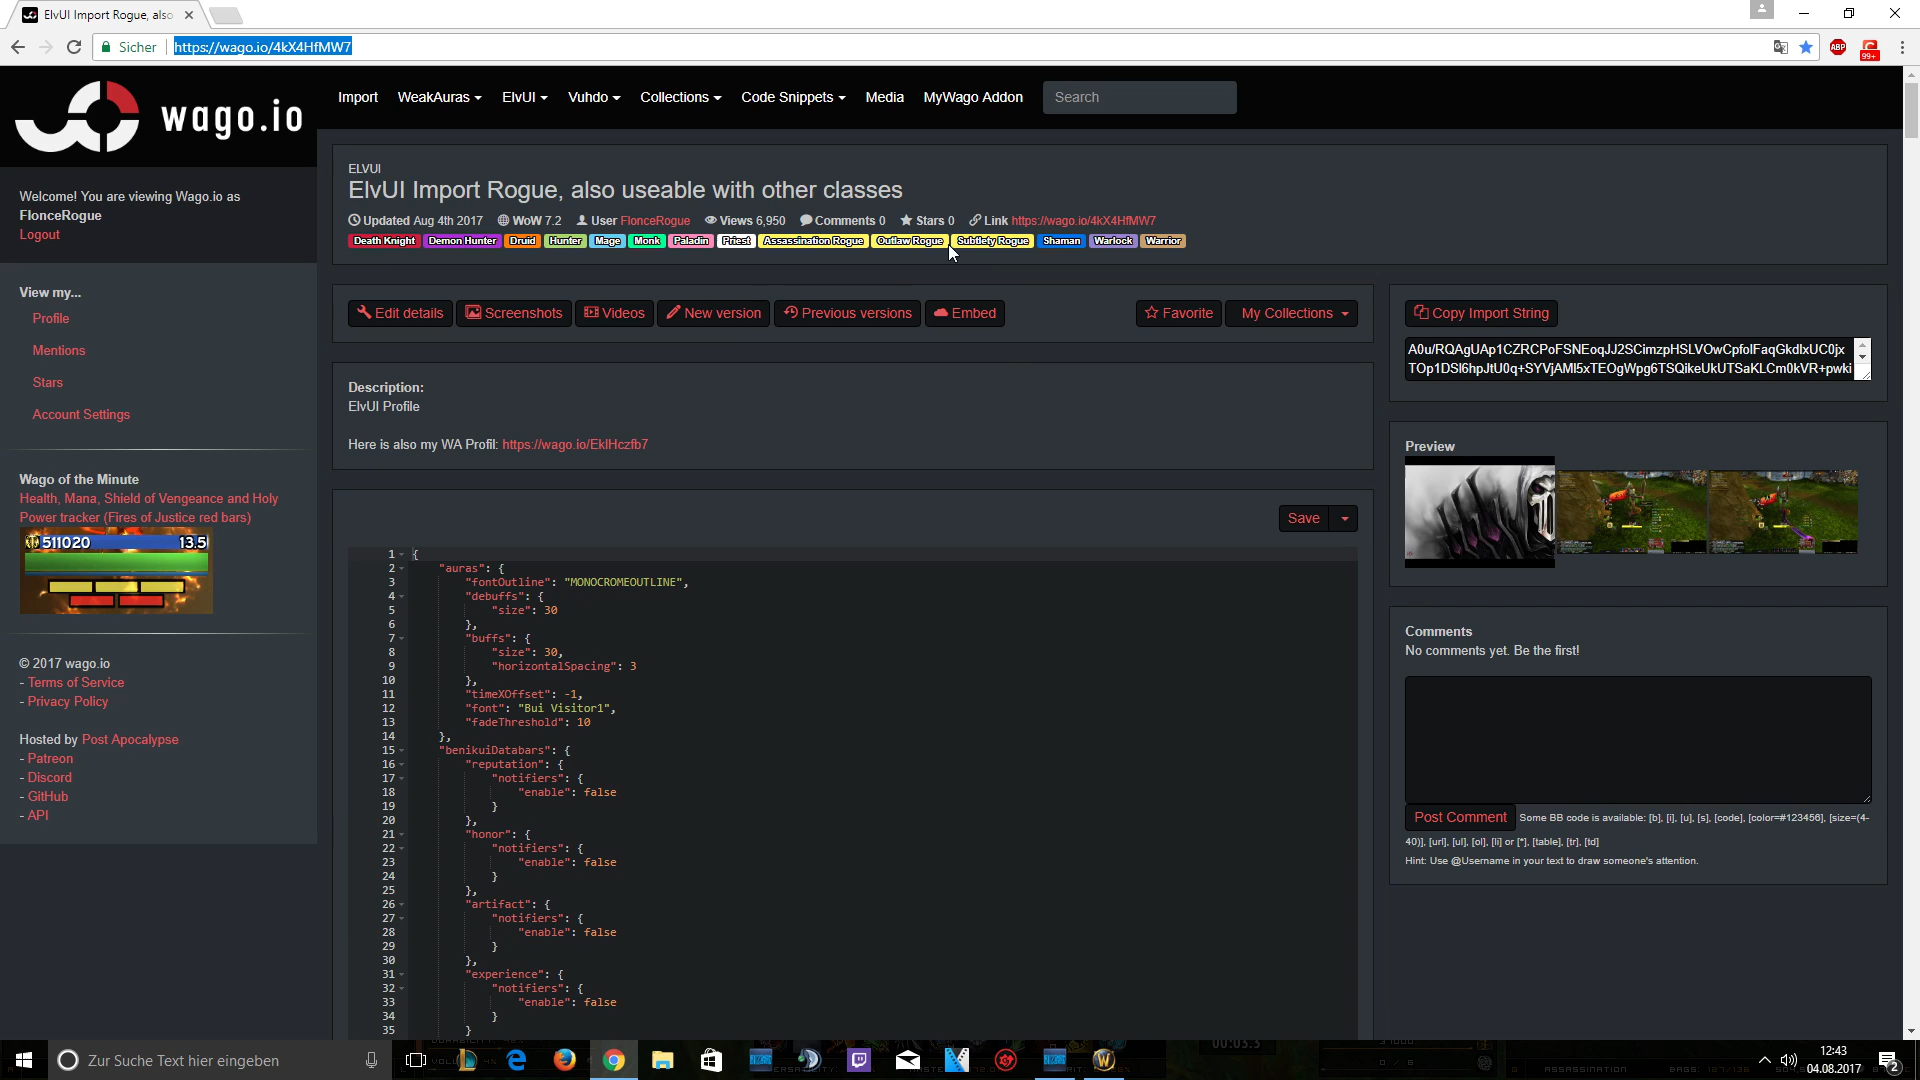 ElvUI Import Rogue, also
Sicher
https://wago.io/4kX4HfMW7
ABP
99+
wago.io
Import
WeakAuras
ElvUI
Vuhdo
Collections
Code Snippets
Media
MyWago Addon
Search
Welcome! You are viewing Wago.io as
FlonceRogue
Logout
View my...
Profile
Mentions
Stars
Account Settings
Wago of the Minute
Health, Mana, Shield of Vengeance and Holy
Power tracker (Fires of Justice red bars)
511020
13.5
© 2017 wago.io
- Terms of Service
- Privacy Policy
Hosted by Post Apocalypse
- Patreon
- Discord
- GitHub
- API
ELVUI
ElvUI Import Rogue, also useable with other classes
Updated Aug 4th 2017 WoW 7.2 User FlonceRogue Views 6,950 Comments 0 Stars 0 Link https://wago.io/4kX4HfMW7
Death Knight Demon Hunter Druid Hunter Mage Monk Paladin Priest Assassination Rogue Outlaw Rogue Subtlety Rogue Shaman Warlock Warrior
Edit details
Screenshots
Videos
New version
Previous versions
Embed
Favorite
My Collections
Description:
ElvUI Profile
Here is also my WA Profil: https://wago.io/EklHczfb7
Save
1 {
2 "auras": {
3 "fontOutline": "MONOCROMEOUTLINE",
4 "debuffs": {
5 "size": 30
6 },
7 "buffs": {
8 "size": 30,
9 "horizontalSpacing": 3
10 },
11 "timeXOffset": -1,
12 "font": "Bui Visitor1",
13 "fadeThreshold": 10
14 },
15 "benikuiDatabars": {
16 "reputation": {
17 "notifiers": {
18 "enable": false
19 }
20 },
21 "honor": {
22 "notifiers": {
23 "enable": false
24 }
25 },
26 "artifact": {
27 "notifiers": {
28 "enable": false
29 }
30 },
31 "experience": {
32 "notifiers": {
33 "enable": false
34 }
35 }
Copy Import String
A0u/RQAgUAp1CZRCPoFSNEoqJJ2SCimzpHSLVOwCpfolFaqGkdlxUC0jx
TOp1DSl6hpJtU0q+SYVjAMl5xTEOgWpg6TSQikeUkUTSaKLCm0kVR+pwki
Preview
Comments
No comments yet. Be the first!
Post Comment
Some BB code is available: [b], [i], [u], [s], [code], [color=#123456], [size=(4-
40)], [url], [ul], [ol], [li] or [*], [table], [tr], [td]
Hint: Use @Username in your text to draw someone's attention.
Zur Suche Text hier eingeben
00:03.3
12:43
04.08.2017
2